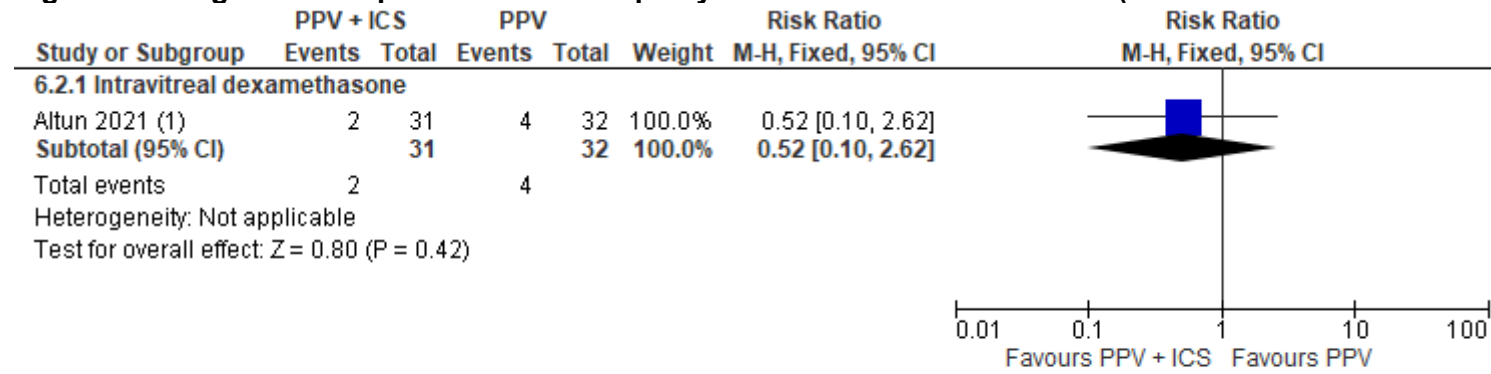 PPV + ICS PPV Risk Ratio Risk Ratio
Study or Subgroup Events Total Events Total Weight M-H, Fixed, 95% CI M-H, Fixed, 95% CI
6.2.1 Intravitreal dexamethasone
Altun 2021 (1) 2 31 4 32 100.0% 0.52 [0.10, 2.62]
Subtotal (95% CI) 31 32 100.0% 0.52 [0.10, 2.62]
Total events 2 4
Heterogeneity: Not applicable
Test for overall effect: Z = 0.80 (P = 0.42)
0.01 0.1 1 10 100
Favours PPV + ICS Favours PPV